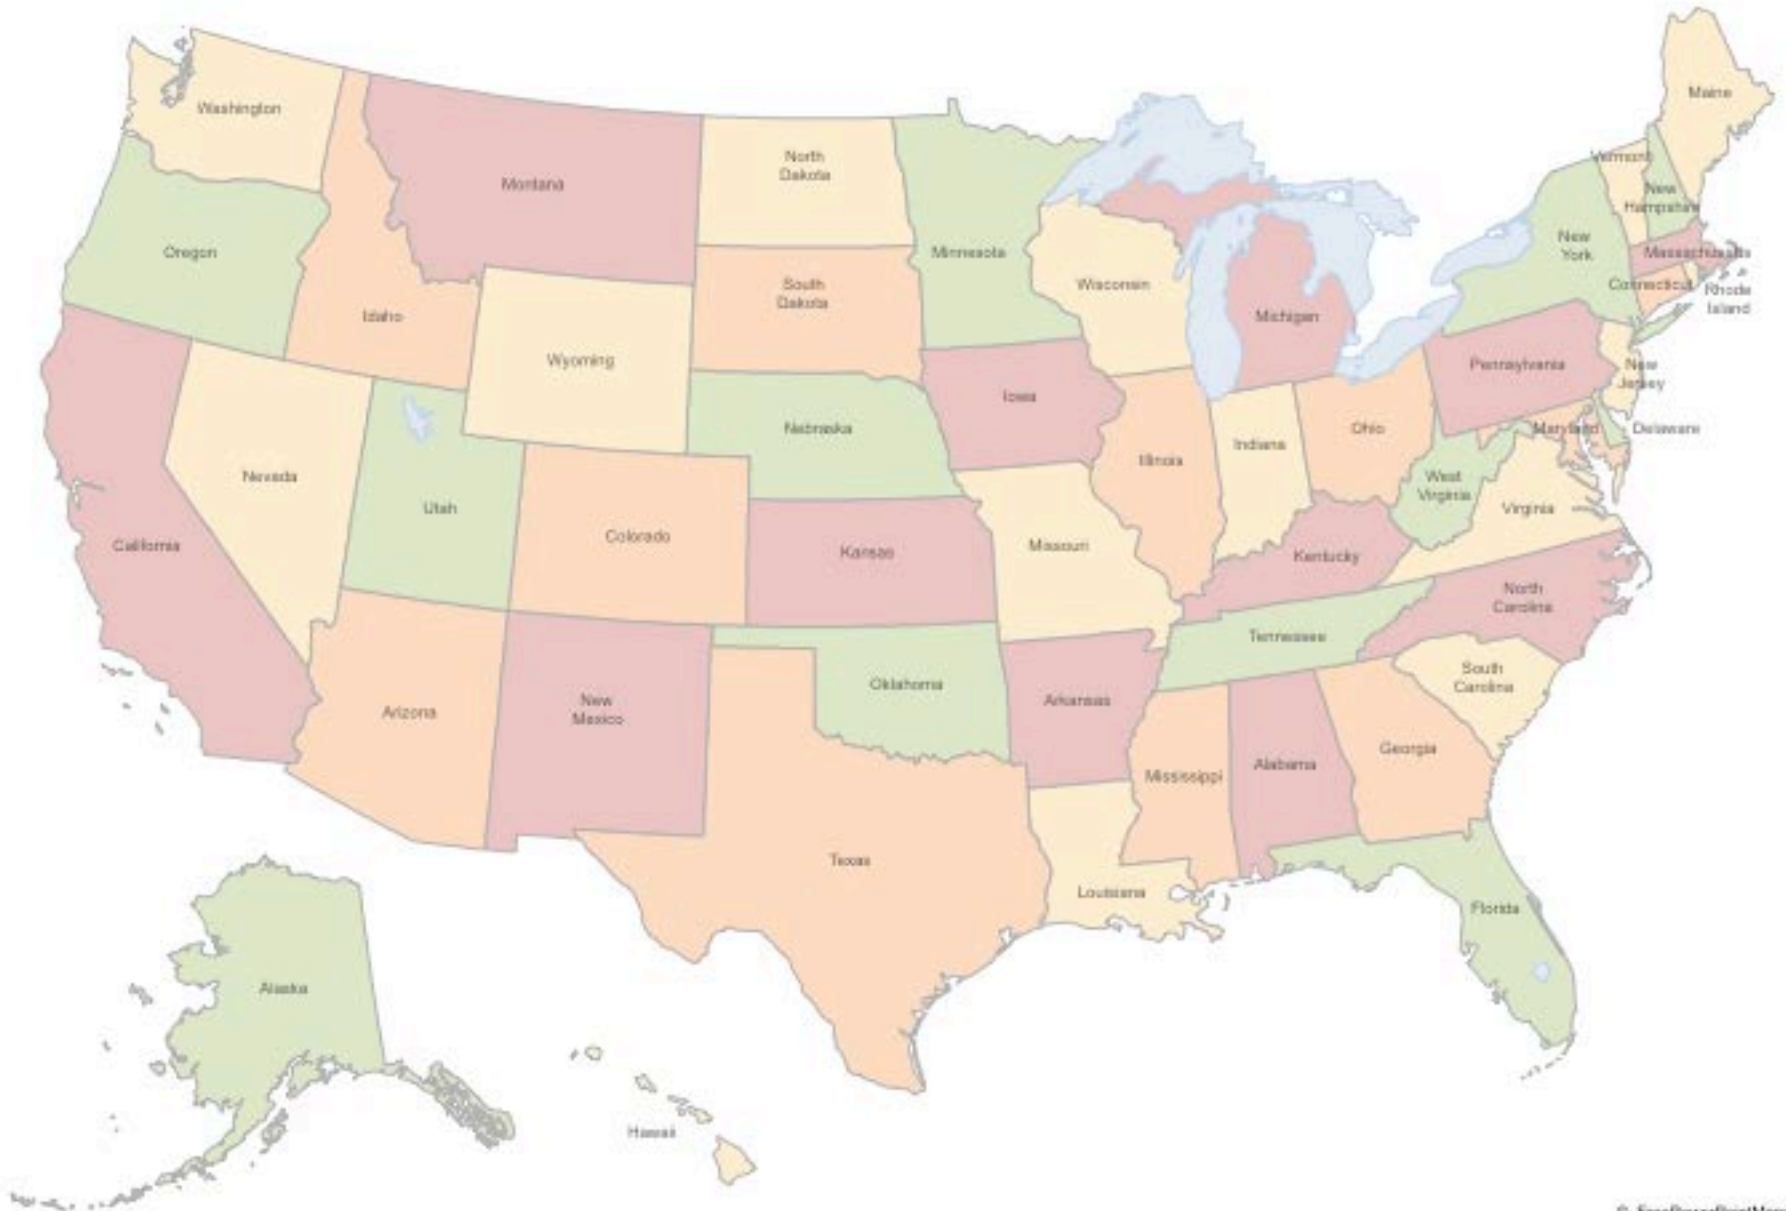 Maine
Washington
Vermont
North
Dakota
Montana
New
Hampshire
Oregon
Minnesota
New
York
Massachusetts
Wisconsin
South
Dakota
Connecticut
Rhode
Island
Idaho
Michigan
Wyoming
Pennsylvania
New
Jersey
Iowa
Nebraska
Ohio
Maryland
Delaware
Indiana
Illinois
Nevada
West
Virginia
Utah
Virginia
Colorado
California
Kansas
Missouri
Kentucky
North
Carolina
Tennessee
South
Carolina
Oklahoma
Arkansas
New
Mexico
Arizona
Georgia
Alabama
Mississippi
Texas
Louisiana
Florida
Alaska
Hawaii